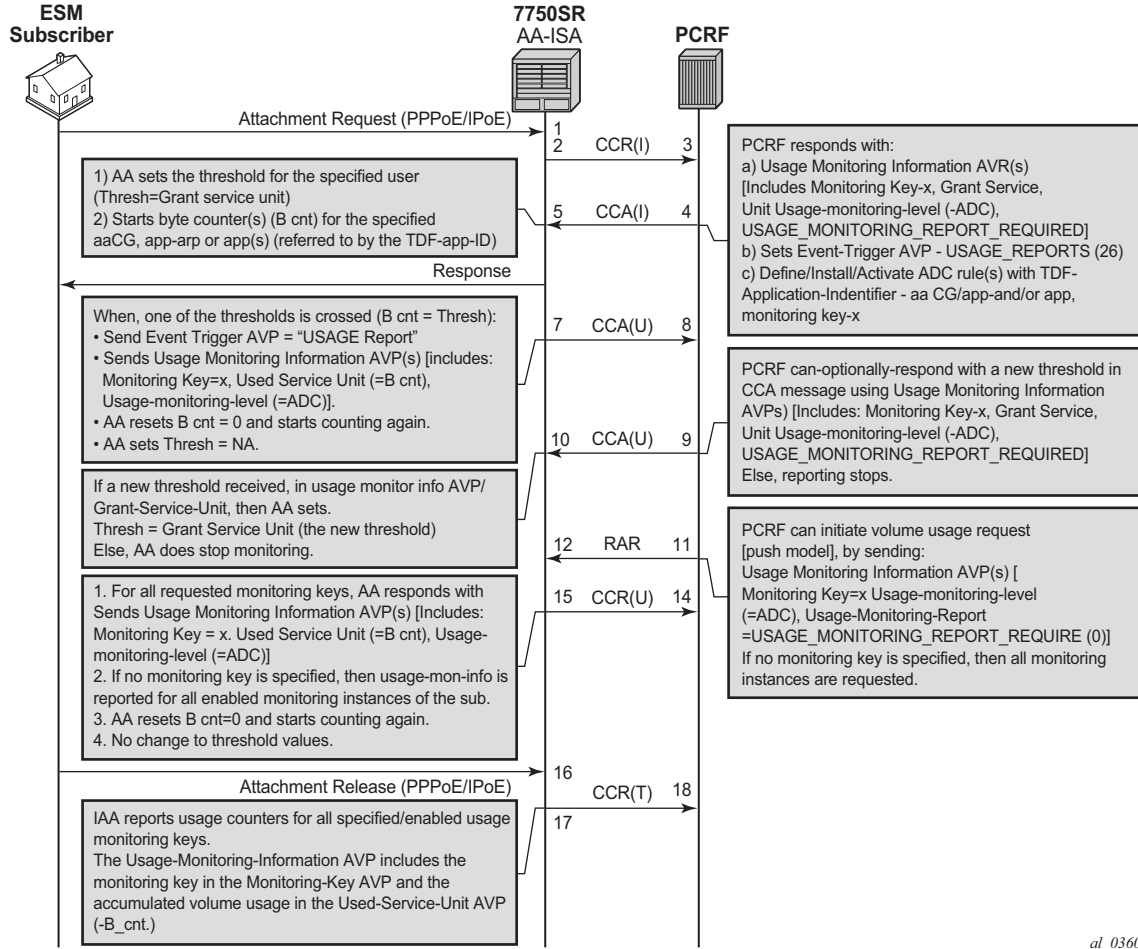 ESM
Subscriber
7750SR
AA-ISA
PCRF
Attachment Request (PPPoE/IPoE)
1
2
CCR(I)
3
PCRF responds with:
a) Usage Monitoring Information AVR(s)
[Includes Monitoring Key-x, Grant Service,
Unit Usage-monitoring-level (-ADC),
USAGE_MONITORING_REPORT_REQUIRED]
b) Sets Event-Trigger AVP - USAGE_REPORTS (26)
c) Define/Install/Activate ADC rule(s) with TDF-
Application-Indentifier - aa CG/app-and/or app,
monitoring key-x
1) AA sets the threshold for the specified user
(Thresh=Grant service unit)
2) Starts byte counter(s) (B cnt) for the specified
aaCG, app-arp or app(s) (referred to by the TDF-app-ID)
5
CCA(I)
4
Response
When, one of the thresholds is crossed (B cnt = Thresh):
• Send Event Trigger AVP = “USAGE Report”
• Sends Usage Monitoring Information AVP(s) [includes:
Monitoring Key=x, Used Service Unit (=B cnt),
Usage-monitoring-level (=ADC)].
• AA resets B cnt = 0 and starts counting again.
• AA sets Thresh = NA.
7
CCA(U)
8
PCRF can-optionally-respond with a new threshold in
CCA message using Usage Monitoring Information
AVPs) [Includes: Monitoring Key-x, Grant Service,
Unit Usage-monitoring-level (-ADC),
USAGE_MONITORING_REPORT_REQUIRED]
Else, reporting stops.
10
CCA(U)
9
If a new threshold received, in usage monitor info AVP/
Grant-Service-Unit, then AA sets.
Thresh = Grant Service Unit (the new threshold)
Else, AA does stop monitoring.
12
RAR
11
PCRF can initiate volume usage request
[push model], by sending:
Usage Monitoring Information AVP(s) [
Monitoring Key=x Usage-monitoring-level
(=ADC), Usage-Monitoring-Report
=USAGE_MONITORING_REPORT_REQUIRE (0)]
If no monitoring key is specified, then all monitoring
instances are requested.
1. For all requested monitoring keys, AA responds with
Sends Usage Monitoring Information AVP(s) [Includes:
Monitoring Key = x. Used Service Unit (=B cnt), Usage-
monitoring-level (=ADC)]
2. If no monitoring key is specified, then usage-mon-info is
reported for all enabled monitoring instances of the sub.
3. AA resets B cnt=0 and starts counting again.
4. No change to threshold values.
15
CCR(U)
14
16
Attachment Release (PPPoE/IPoE)
CCR(T)
18
17
IAA reports usage counters for all specified/enabled usage
monitoring keys.
The Usage-Monitoring-Information AVP includes the
monitoring key in the Monitoring-Key AVP and the
accumulated volume usage in the Used-Service-Unit AVP
(-B_cnt.)
al_0360